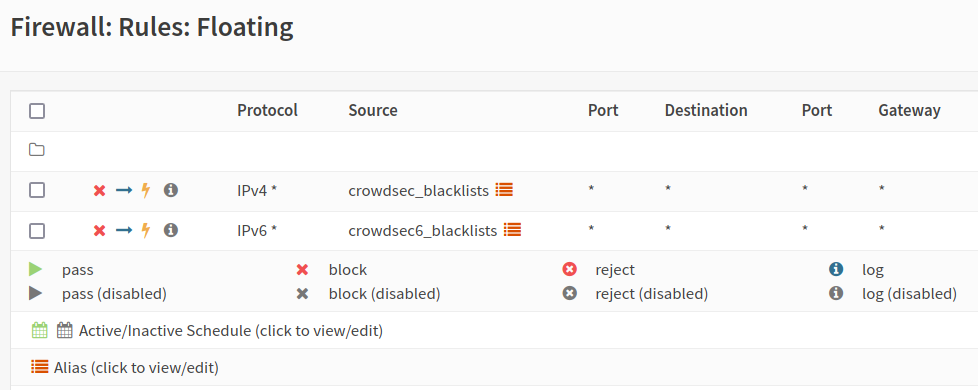 Firewall: Rules: Floating
Protocol Source Port Destination Port Gateway
IPv4 * crowdsec_blacklists * * * *
IPv6 * crowdsec6_blacklists * * * *
pass block reject log
pass (disabled) block (disabled) reject (disabled) log (disabled)
Active/Inactive Schedule (click to view/edit)
Alias (click to view/edit)